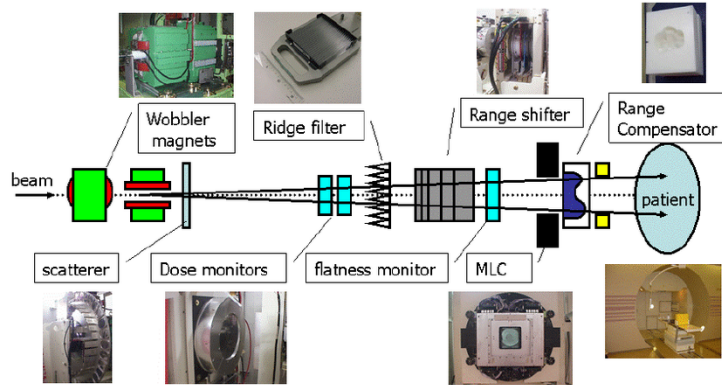 Wobbler
magnets
Ridge filter
Range shifter
Range
Compensator
beam
patient
scatterer
Dose monitors
flatness monitor
MLC